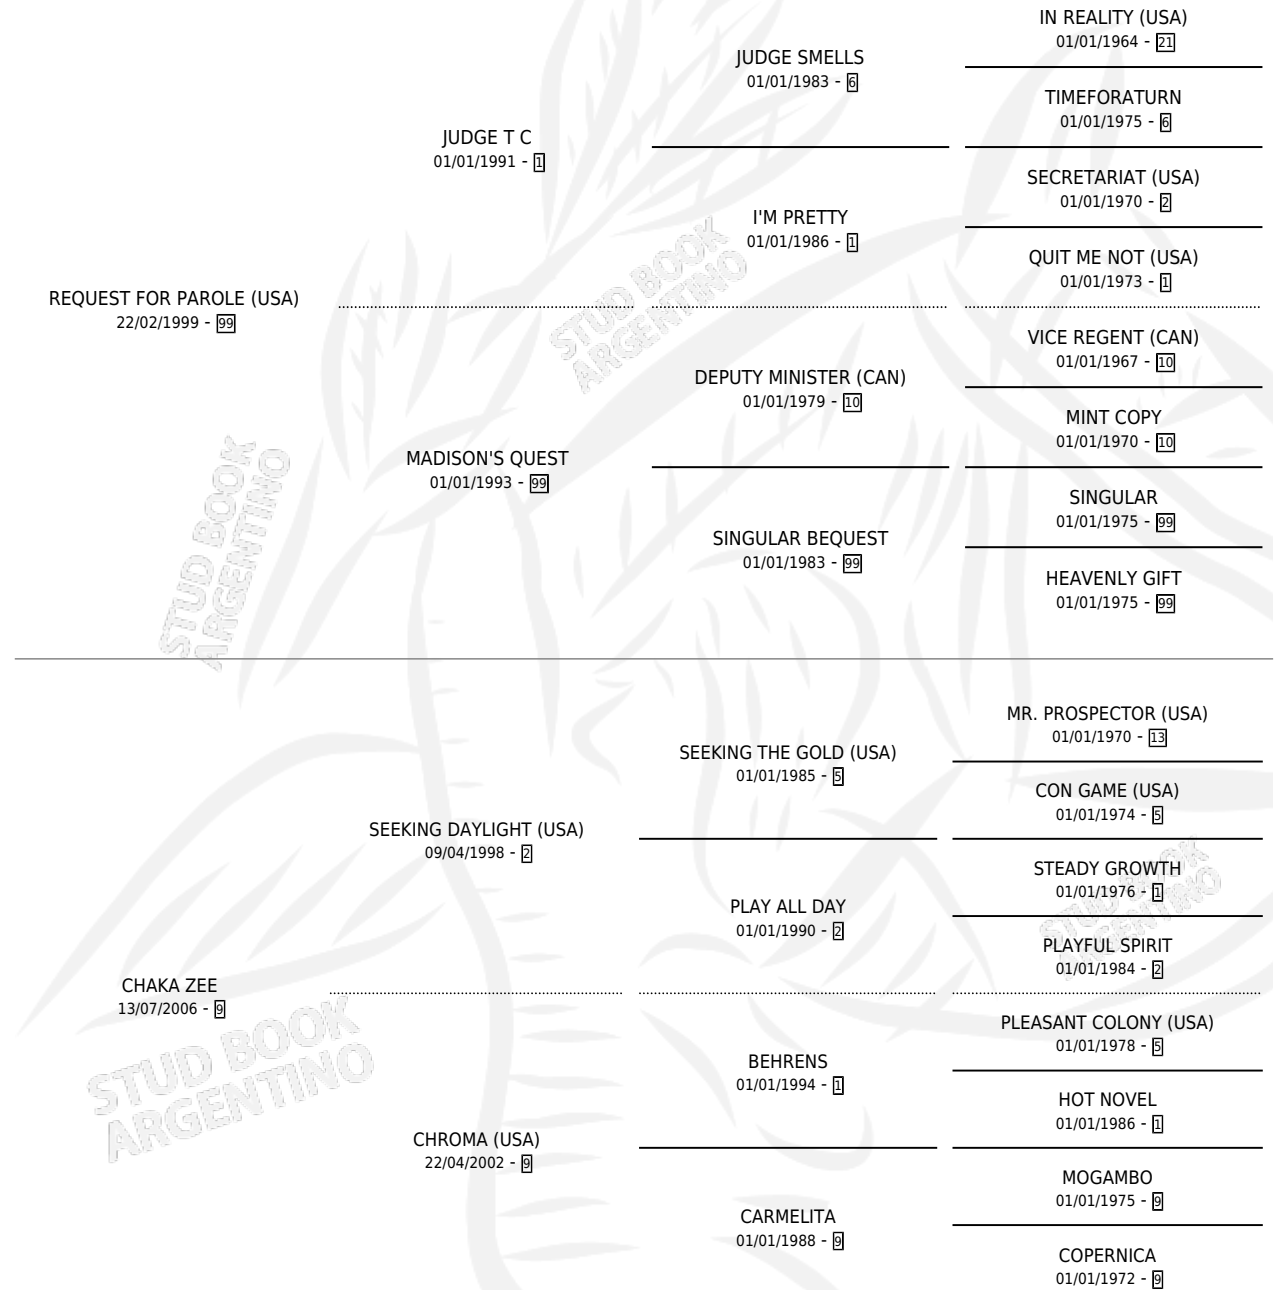 IN REALITY (USA)
01/01/1964 - 21
JUDGE SMELLS
01/01/1983 - 6
TIMEFORATURN
01/01/1975 - 6
JUDGE T C
01/01/1991 - 1
SECRETARIAT (USA)
01/01/1970 - 2
I'M PRETTY
01/01/1986 - 1
QUIT ME NOT (USA)
01/01/1973 - 1
REQUEST FOR PAROLE (USA)
22/02/1999 - 99
VICE REGENT (CAN)
01/01/1967 - 10
DEPUTY MINISTER (CAN)
01/01/1979 - 10
MINT COPY
01/01/1970 - 10
MADISON'S QUEST
01/01/1993 - 99
SINGULAR
01/01/1975 - 99
SINGULAR BEQUEST
01/01/1983 - 99
HEAVENLY GIFT
01/01/1975 - 99
MR. PROSPECTOR (USA)
01/01/1970 - 13
SEEKING THE GOLD (USA)
01/01/1985 - 5
CON GAME (USA)
01/01/1974 - 5
SEEKING DAYLIGHT (USA)
09/04/1998 - 2
STEADY GROWTH
01/01/1976 - 1
PLAY ALL DAY
01/01/1990 - 2
PLAYFUL SPIRIT
01/01/1984 - 2
CHAKA ZEE
13/07/2006 - 9
PLEASANT COLONY (USA)
01/01/1978 - 5
BEHRENS
01/01/1994 - 1
HOT NOVEL
01/01/1986 - 1
CHROMA (USA)
22/04/2002 - 9
MOGAMBO
01/01/1975 - 9
CARMELITA
01/01/1988 - 9
COPERNICA
01/01/1972 - 9
STUD BOOK
ARGENTINO
STUD BOOK
ARGENTINO
STUD BOOK
ARGENTINO
STUD BOOK
ARGENTINO